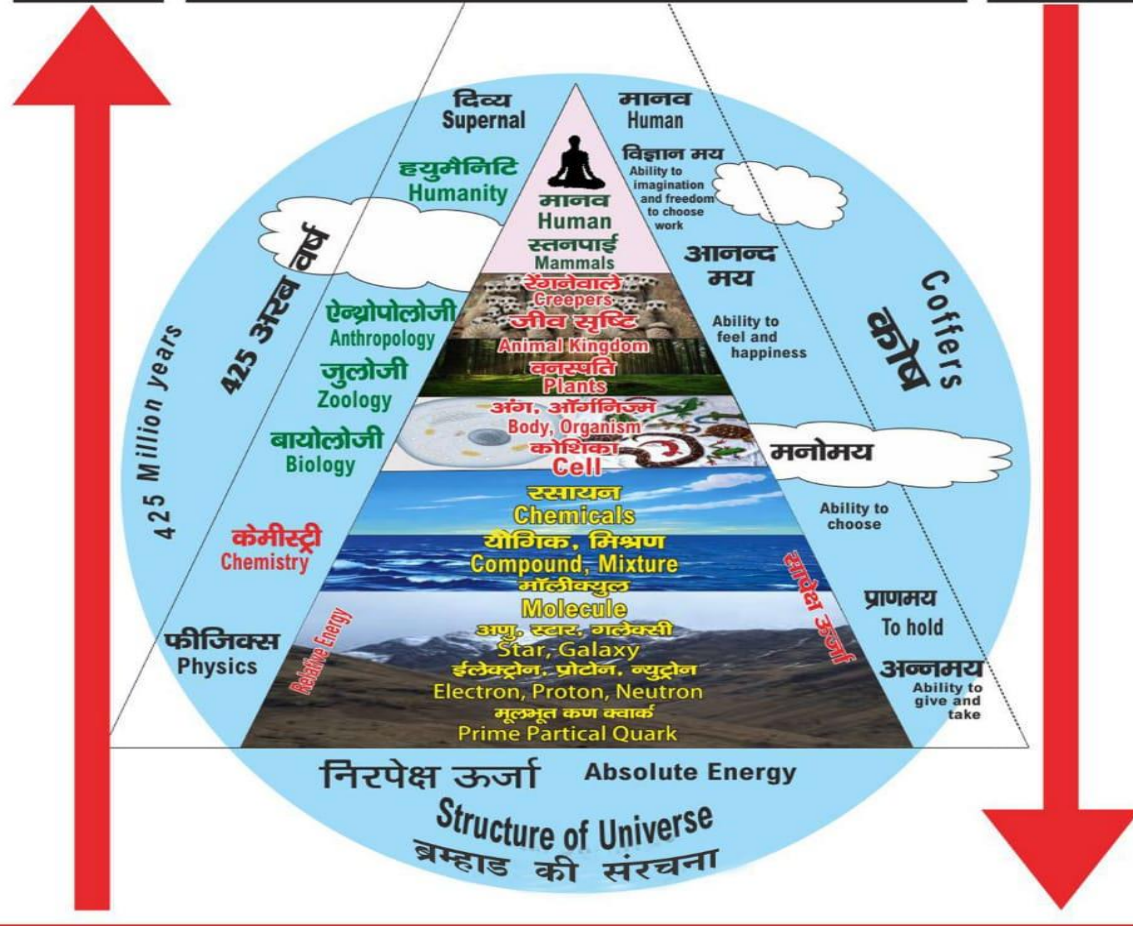 दिव्य
Supernal
मानव
Human
हयुमैनिटि
Humanity
विज्ञान मय
Ability to
imagination
and freedom
to choose
work
मानव
Human
स्तनपाई
Mammals
आनन्द
मय
Ability to
feel and
happiness
425 अरब वर्ष
425 Million years
Coffers
कोष
ऐन्थ्रोपोलोजी
Anthropology
रेंगनेवाले
Creepers
जीव सृष्टि
Animal Kingdom
जुलोजी
Zoology
वनस्पति
Plants
बायोलोजी
Biology
अंग, ऑर्गनिज्म
Body, Organism
कोशिका
Cell
मनोमय
Ability to
choose
रसायन
Chemicals
केमीस्ट्री
Chemistry
यौगिक, मिश्रण
Compound, Mixture
मॉलीक्युल
Molecule
सापेक्ष ऊर्जा
Relative Energy
प्राणमय
To hold
फीजिक्स
Physics
अणु, स्टार, गलेक्सी
Star, Galaxy
ईलेक्ट्रोन, प्रोटोन, न्युट्रोन
Electron, Proton, Neutron
मूलभूत कण क्वार्क
Prime Partical Quark
अन्नमय
Ability to
give and
take
निरपेक्ष ऊर्जा Absolute Energy
Structure of Universe
ब्रम्हाड की संरचना